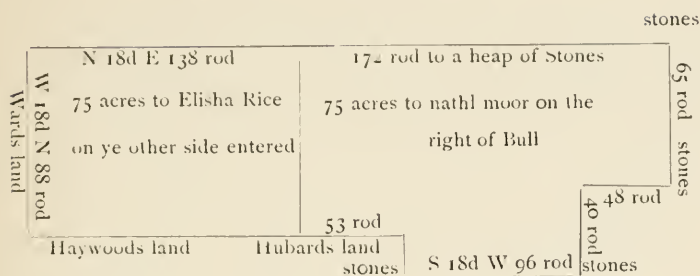 stones
N 18d E 138 rod
172 rod to a heap of Stones
Wards land
W 18d N 88 rod
75 acres to Elisha Rice
on ye other side entered
75 acres to nathl moor on the
right of Bull
65 rod stones
53 rod
48 rod
40 rod
Haywoods land
Hubards land
stones
S 18d W 96 rod
stones